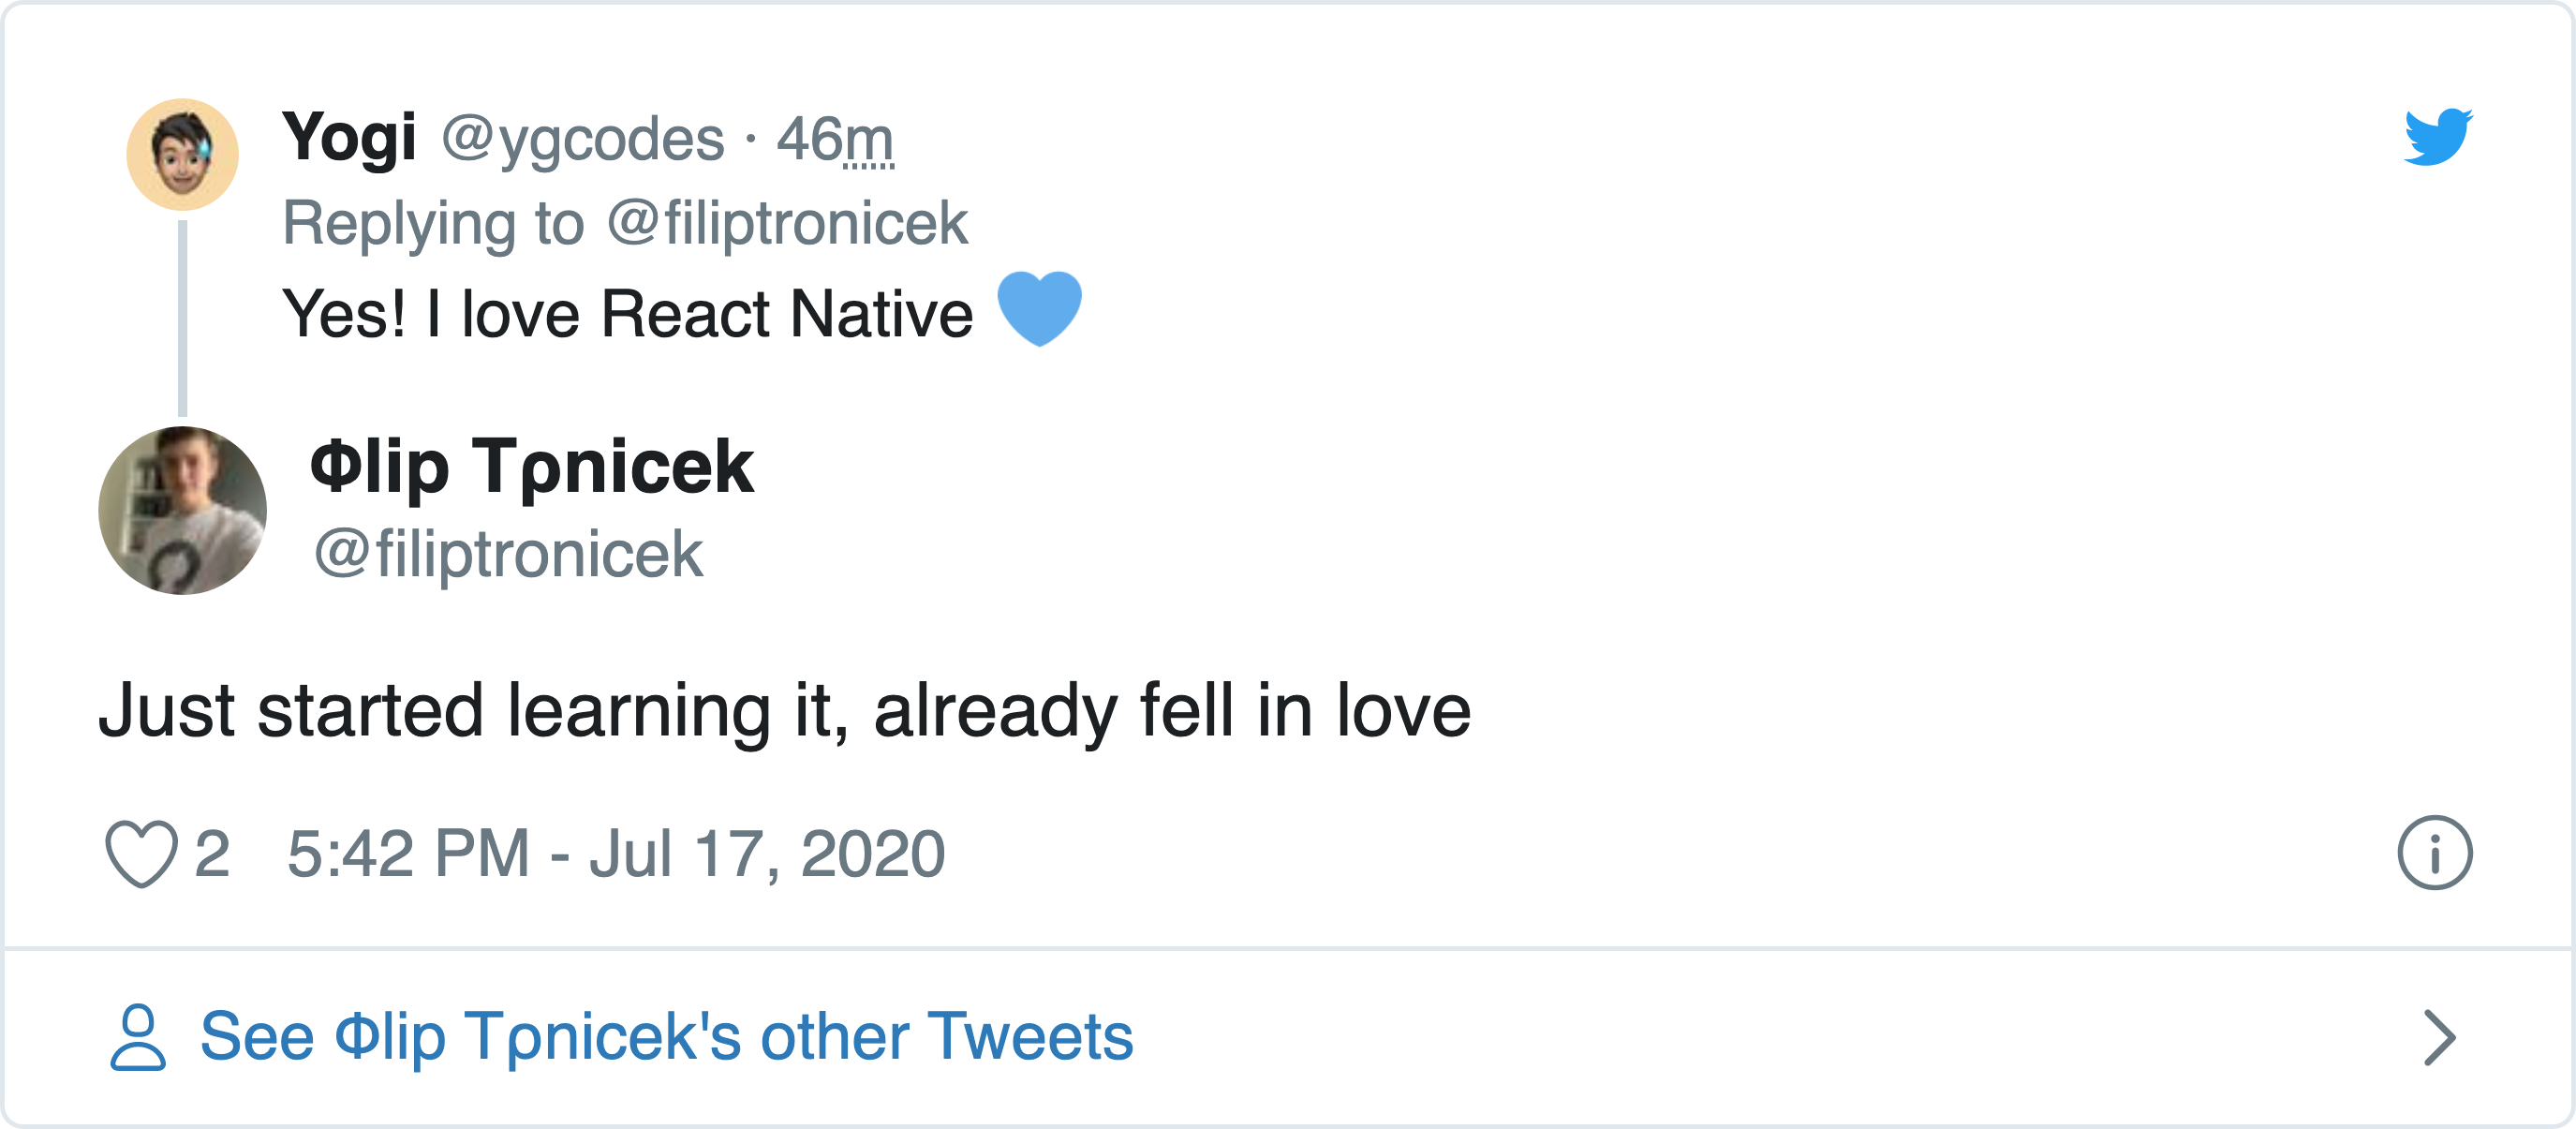 Yogi @ygcodes · 46m
Replying to @filiptronicek
Yes! I love React Native 💙
Φlip Tρnicek
@filiptronicek
Just started learning it, already fell in love
2 5:42 PM - Jul 17, 2020
See Φlip Tρnicek's other Tweets